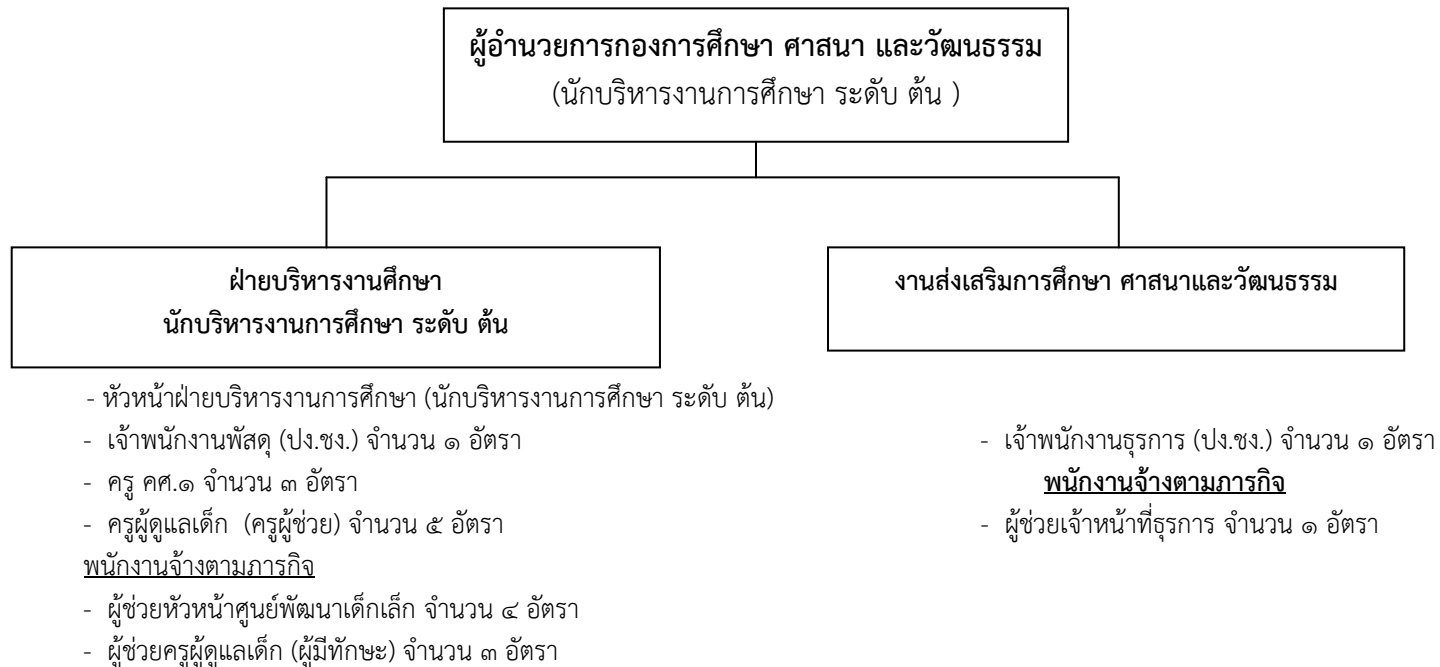 ผู้อำนวยการกองการศึกษา ศาสนา และวัฒนธรรม
(นักบริหารงานการศึกษา ระดับ ต้น )
ฝ่ายบริหารงานศึกษา
นักบริหารงานการศึกษา ระดับ ต้น
- หัวหน้าฝ่ายบริหารงานการศึกษา (นักบริหารงานการศึกษา ระดับ ต้น)
- เจ้าพนักงานพัสดุ (ปง.ชง.) จำนวน ๑ อัตรา
- ครู คศ.๑ จำนวน ๓ อัตรา
- ครูผู้ดูแลเด็ก (ครูผู้ช่วย) จำนวน ๕ อัตรา
พนักงานจ้างตามภารกิจ
- ผู้ช่วยหัวหน้าศูนย์พัฒนาเด็กเล็ก จำนวน ๔ อัตรา
- ผู้ช่วยครูผู้ดูแลเด็ก (ผู้มีทักษะ) จำนวน ๓ อัตรา
งานส่งเสริมการศึกษา ศาสนาและวัฒนธรรม
- เจ้าพนักงานธุรการ (ปง.ชง.) จำนวน ๑ อัตรา
พนักงานจ้างตามภารกิจ
- ผู้ช่วยเจ้าหน้าที่ธุรการ จำนวน ๑ อัตรา